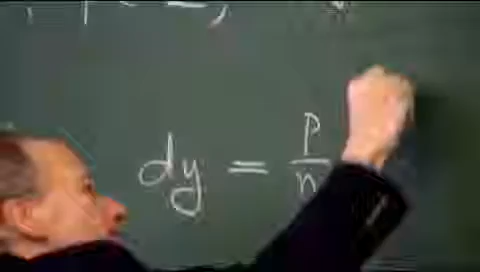 dy = p/n